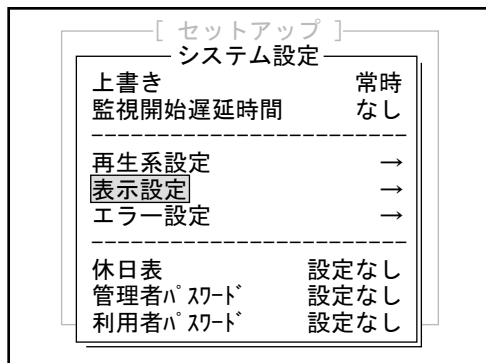 [ セットアップ ]
システム設定
上書き 常時
監視開始遅延時間 なし
再生系設定 →
表示設定 →
エラー設定 →
休日表 設定なし
管理者ﾊﾟｽﾜｰﾄﾞ 設定なし
利用者ﾊﾟｽﾜｰﾄﾞ 設定なし